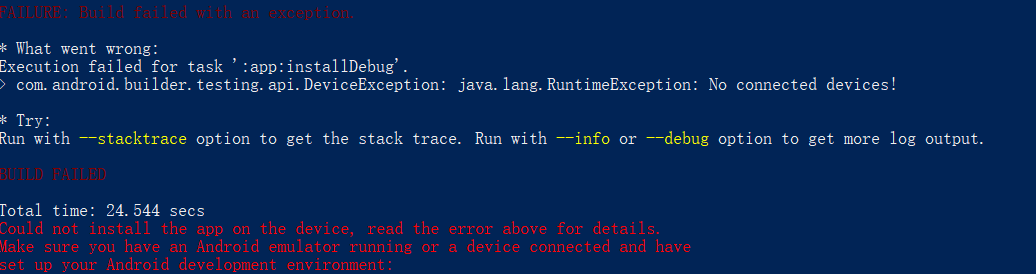 FAILURE: Build failed with an exception.
* What went wrong:
Execution failed for task ':app:installDebug'.
> com.android.builder.testing.api.DeviceException: java.lang.RuntimeException: No connected devices!
* Try:
Run with --stacktrace option to get the stack trace. Run with --info or --debug option to get more log output.
BUILD FAILED
Total time: 24.544 secs
Could not install the app on the device, read the error above for details.
Make sure you have an Android emulator running or a device connected and have
set up your Android development environment: